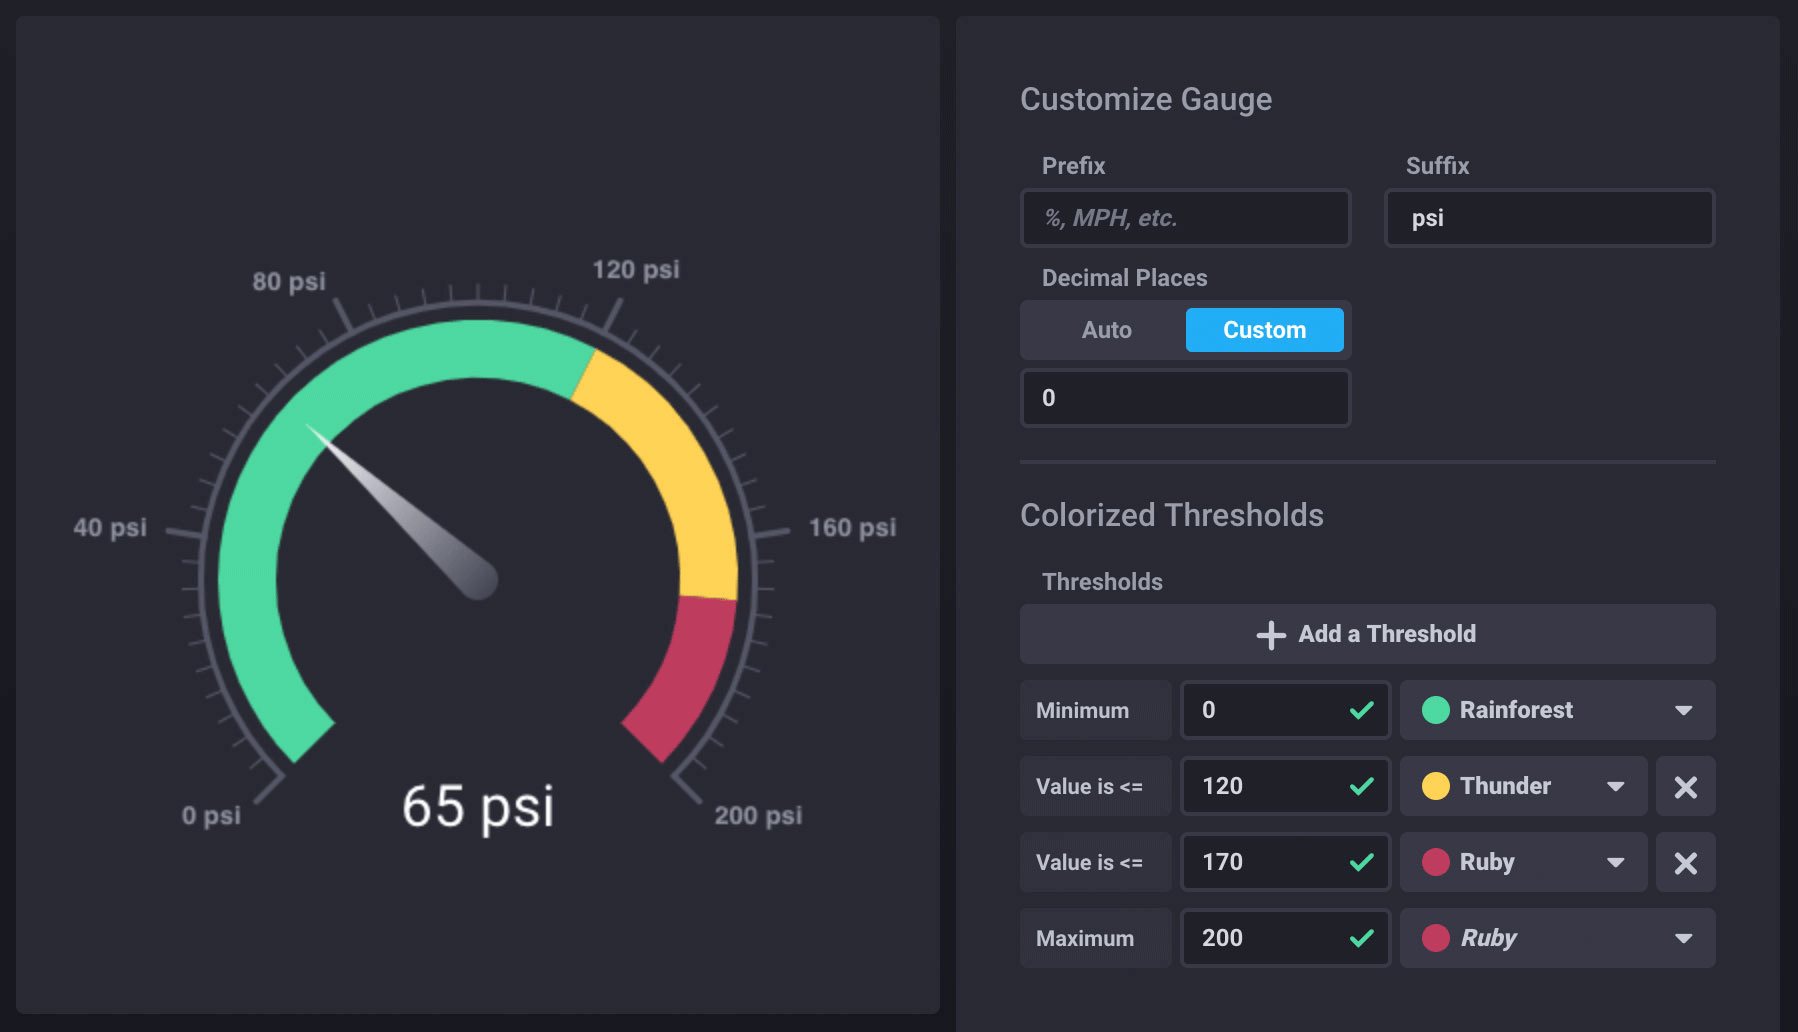 80 psi
120 psi
40 psi
160 psi
0 psi
65 psi
200 psi
Customize Gauge
Prefix
Suffix
%, MPH, etc.
psi
Decimal Places
Auto
Custom
0
Colorized Thresholds
Thresholds
Add a Threshold
Minimum
0
Rainforest
Value is <=
120
Thunder
Value is <=
170
Ruby
Maximum
200
Ruby